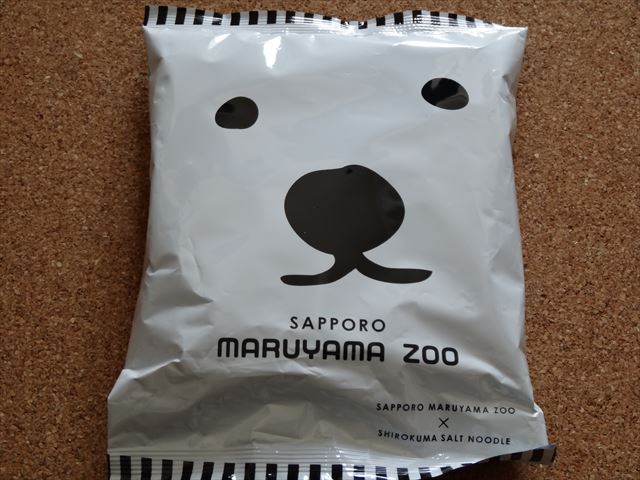 SAPPORO
MARUYAMA ZOO
SAPPORO MARUYAMA ZOO
×
SHIROKUMA SALT NOODLE